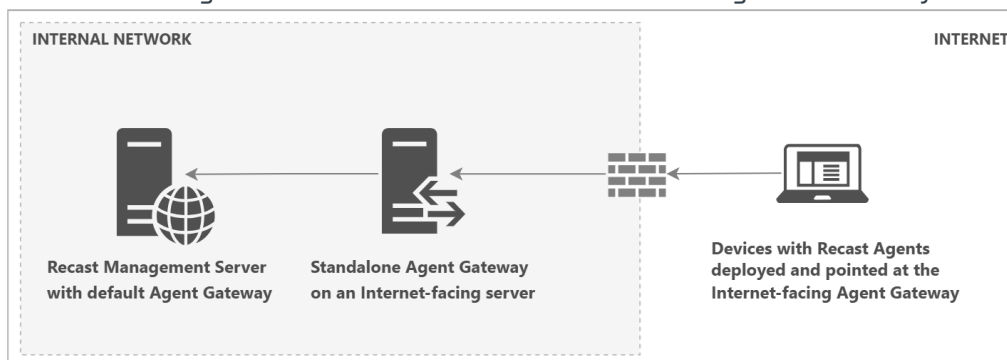 INTERNAL NETWORK
INTERNET
Recast Management Server
with default Agent Gateway
Standalone Agent Gateway
on an Internet-facing server
Devices with Recast Agents
deployed and pointed at the
Internet-facing Agent Gateway